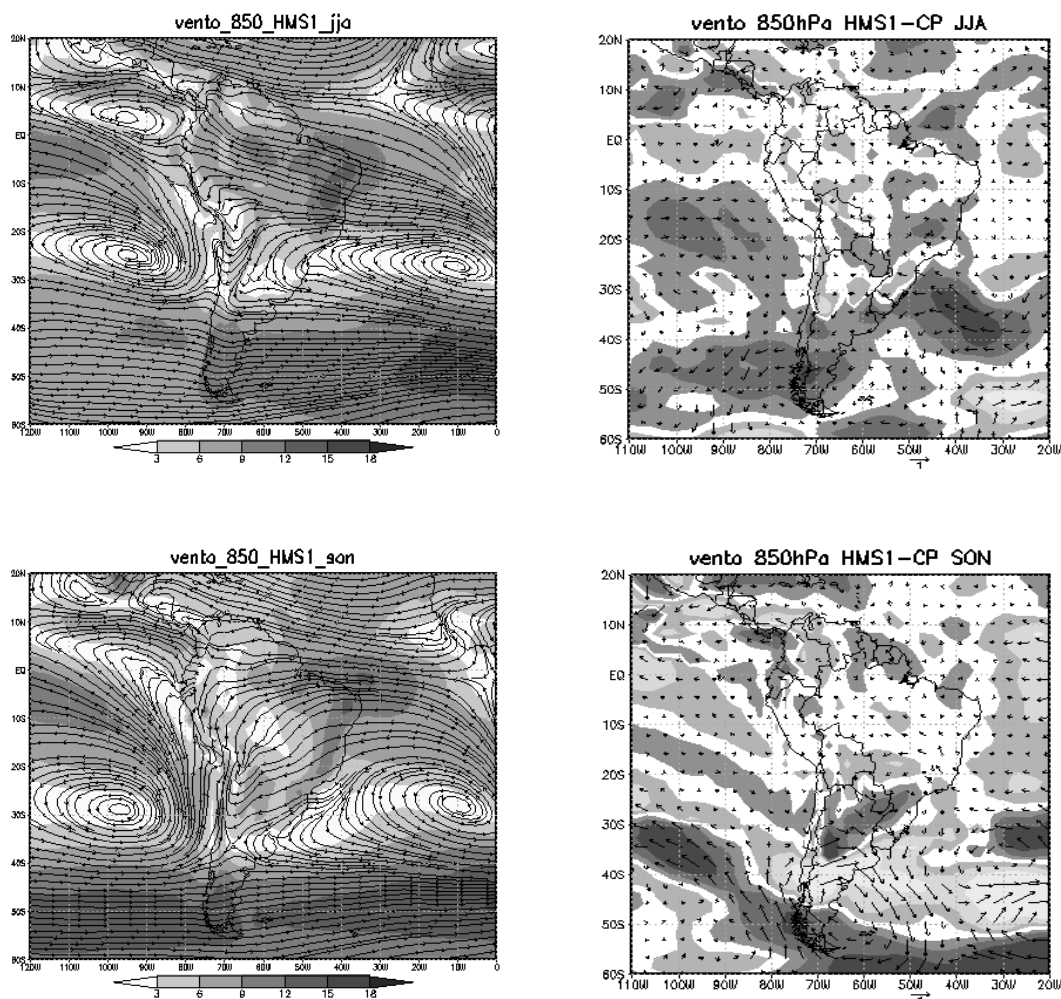 vento_850_HMS1_jja
20N
10N
EQ
10S
20S
30S
40S
50S
60S
120W 110W 100W 90W 80W 70W 60W 50W 40W 30W 20W 10W 0
3 6 9 12 15 18
vento 850hPa HMS1-CP JJA
20N
10N
EQ
10S
20S
30S
40S
50S
60S
110W 100W 90W 80W 70W 60W 50W 40W 30W 20W
1
vento_850_HMS1_son
20N
10N
EQ
10S
20S
30S
40S
50S
60S
120W 110W 100W 90W 80W 70W 60W 50W 40W 30W 20W 10W 0
3 6 9 12 15 18
vento 850hPa HMS1-CP SON
20N
10N
EQ
10S
20S
30S
40S
50S
60S
110W 100W 90W 80W 70W 60W 50W 40W 30W 20W